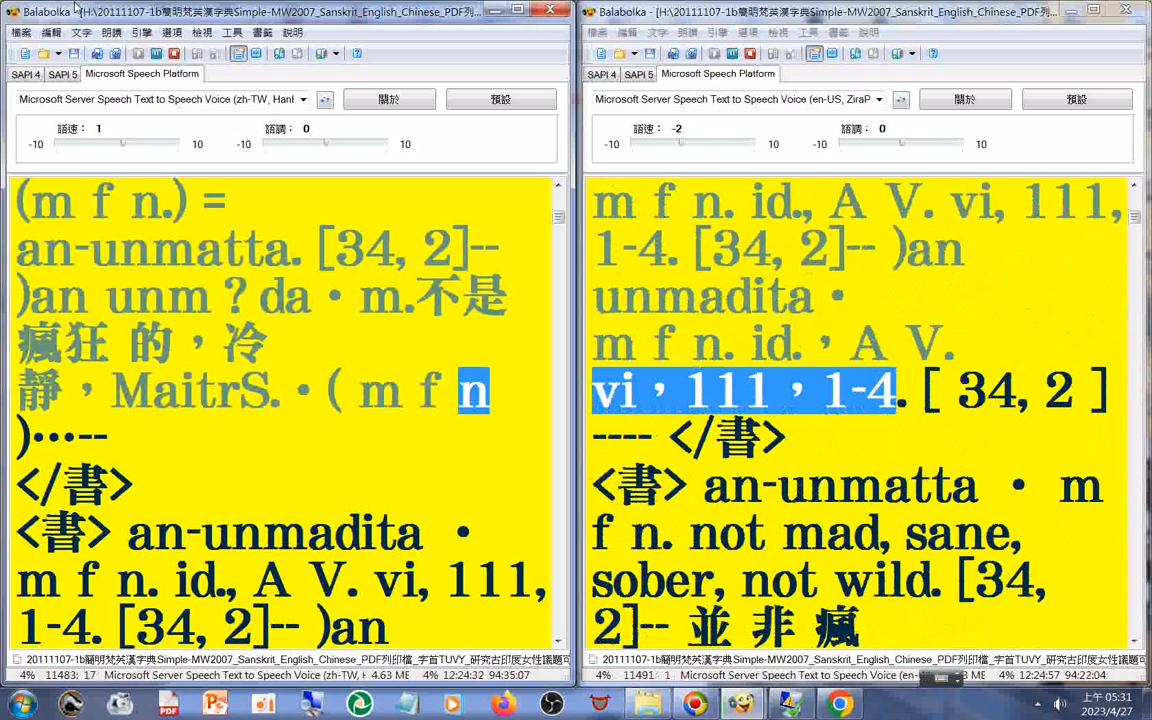 Balabolka - [H:\20111107-1b簡明梵英漢字典Simple-MW2007_Sanskrit_English_Chinese_PDF列...
檔案 編輯 文字 朗讀 引擎 選項 檢視 工具 書籤 說明
SAPI 4 SAPI 5 Microsoft Speech Platform
Microsoft Server Speech Text to Speech Voice (zh-TW, Hanl
關於 預設
語速： 1 語調： 0
-10 10 -10 10
(m f n.) =
an-unmatta. [34, 2]--
)an unm？da・m.不是
瘋狂 的，冷
靜，MaitrS.・( m f n
)…--
</書>
<書> an-unmadita ・
m f n. id., A V. vi, 111,
1-4. [34, 2]-- )an
20111107-1b簡明梵英漢字典Simple-MW2007_Sanskrit_English_Chinese_PDF列印檔_字首TUVY_研究古印度女性議題可
4% 11483: 17 Microsoft Server Speech Text to Speech Voice (zh-TW, H 4.63 ME 4% 12:24:32 94:35:07
Balabolka - [H:\20111107-1b簡明梵英漢字典Simple-MW2007_Sanskrit_English_Chinese_PDF列...
檔案 編輯 文字 朗讀 引擎 選項 檢視 工具 書籤 說明
SAPI 4 SAPI 5 Microsoft Speech Platform
Microsoft Server Speech Text to Speech Voice (en-US, ZiraP
關於 預設
語速： -2 語調： 0
-10 10 -10 10
m f n. id., A V. vi, 111,
1-4. [34, 2]-- )an
unmadita・
m f n. id.，A V.
vi，111，1-4. [ 34, 2 ]
---- </書>
<書> an-unmatta ・ m
f n. not mad, sane,
sober, not wild. [34,
2]-- 並 非 瘋
20111107-1b簡明梵英漢字典Simple-MW2007_Sanskrit_English_Chinese_PDF列印檔_字首TUVY_研究古印度女性議題可
4% 11491: 1 Microsoft Server Speech Text to Speech Voice (en-US, 4% 12:24:57 94:22:04
上午 05:31
2023/4/27